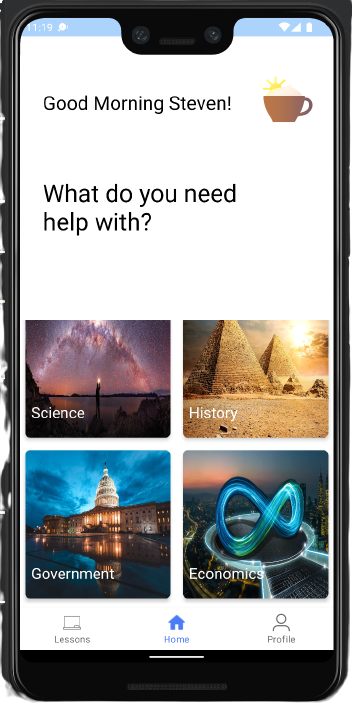 11:19
Good Morning Steven!
What do you need
help with?
Science
History
Government
Economics
Lessons
Home
Profile